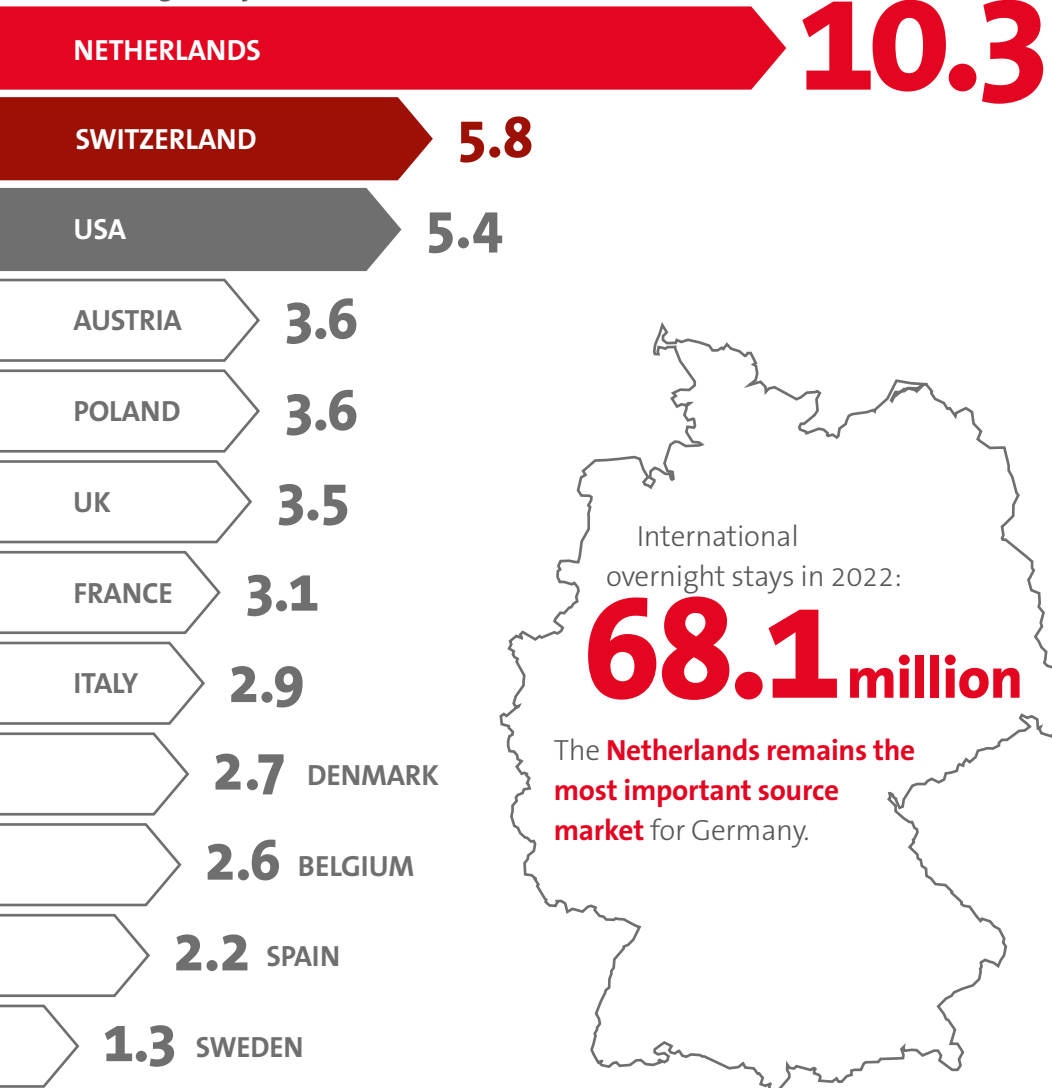 NETHERLANDS 10.3
SWITZERLAND 5.8
USA 5.4
AUSTRIA 3.6
POLAND 3.6
UK 3.5
FRANCE 3.1
ITALY 2.9
2.7 DENMARK
2.6 BELGIUM
2.2 SPAIN
1.3 SWEDEN
International
overnight stays in 2022:
68.1 million
The Netherlands remains the
most important source
market for Germany.